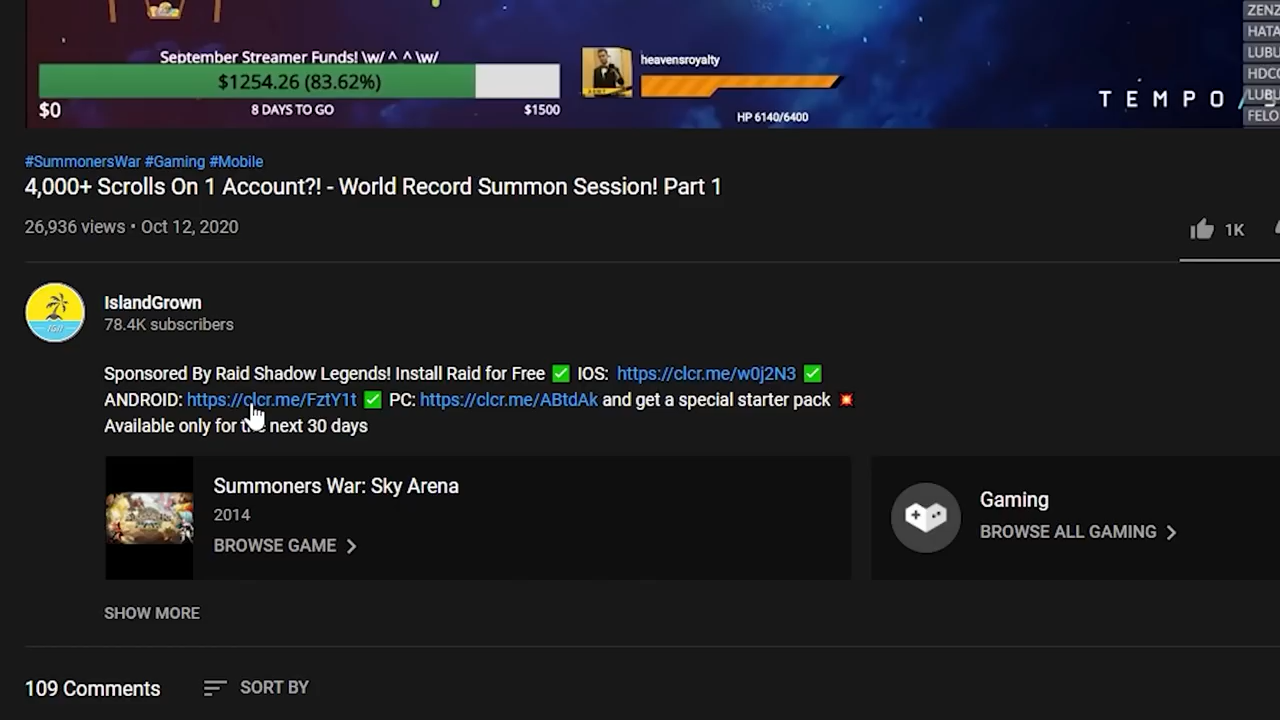 ZENZ
HATA
LUBU
HDCO
LUBU
FELO
September Streamer Funds! \w/ ^ ^ \w/
$1254.26 (83.62%)
$0
8 DAYS TO GO
$1500
heavensroyalty
HP 6140/6400
TEMPO
#SummonersWar #Gaming #Mobile
4,000+ Scrolls On 1 Account?! - World Record Summon Session! Part 1
26,936 views • Oct 12, 2020
1K
IslandGrown
78.4K subscribers
Sponsored By Raid Shadow Legends! Install Raid for Free ✅ IOS: https://clcr.me/w0j2N3 ✅
ANDROID: https://clcr.me/FztY1t ✅ PC: https://clcr.me/ABtdAk and get a special starter pack 💥
Available only for the next 30 days
Summoners War: Sky Arena
2014
BROWSE GAME
Gaming
BROWSE ALL GAMING
SHOW MORE
109 Comments
SORT BY